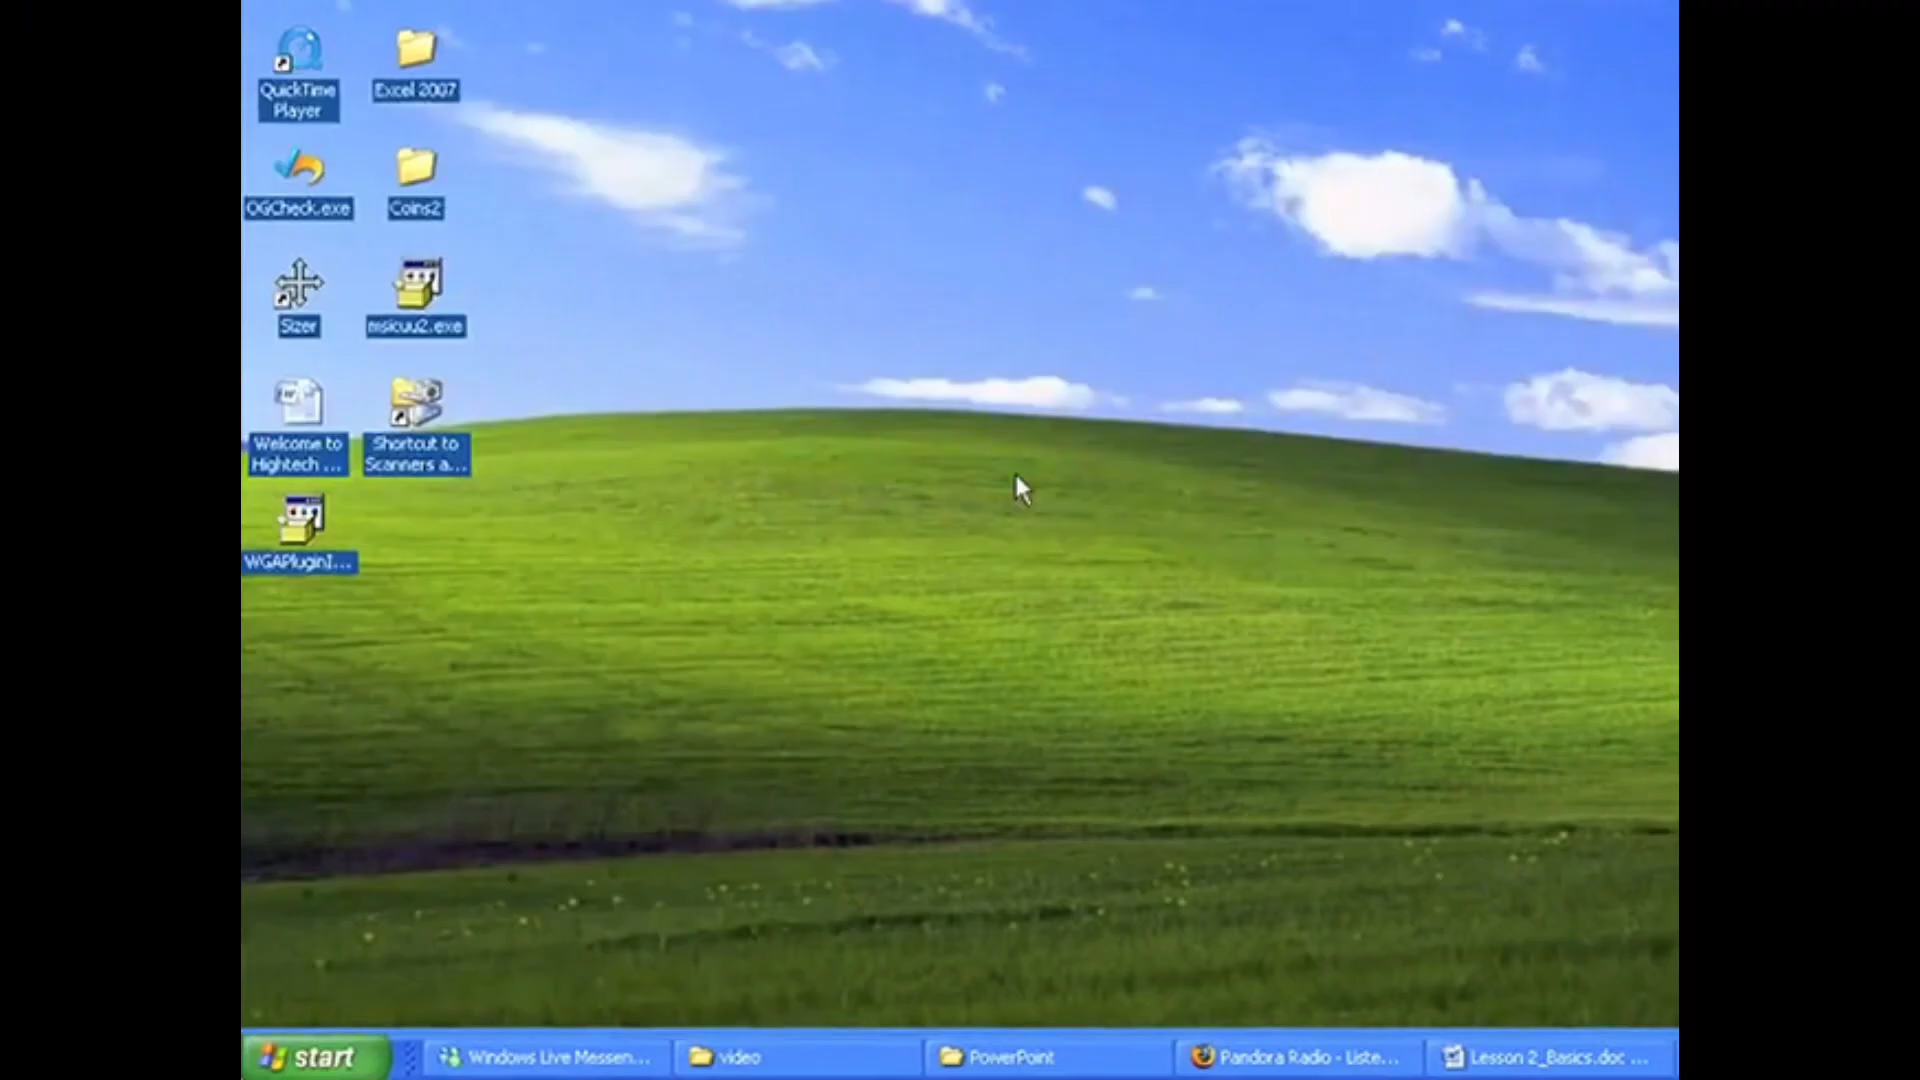 QuickTime
Player
Excel 2007
OGCheck.exe
Coins2
Sizer
msicuu2.exe
Welcome to
Hightech ...
Shortcut to
Scanners a...
WGAPluginI...
start
Windows Live Messen...
video
PowerPoint
Pandora Radio - Liste...
Lesson 2_Basics.doc ...